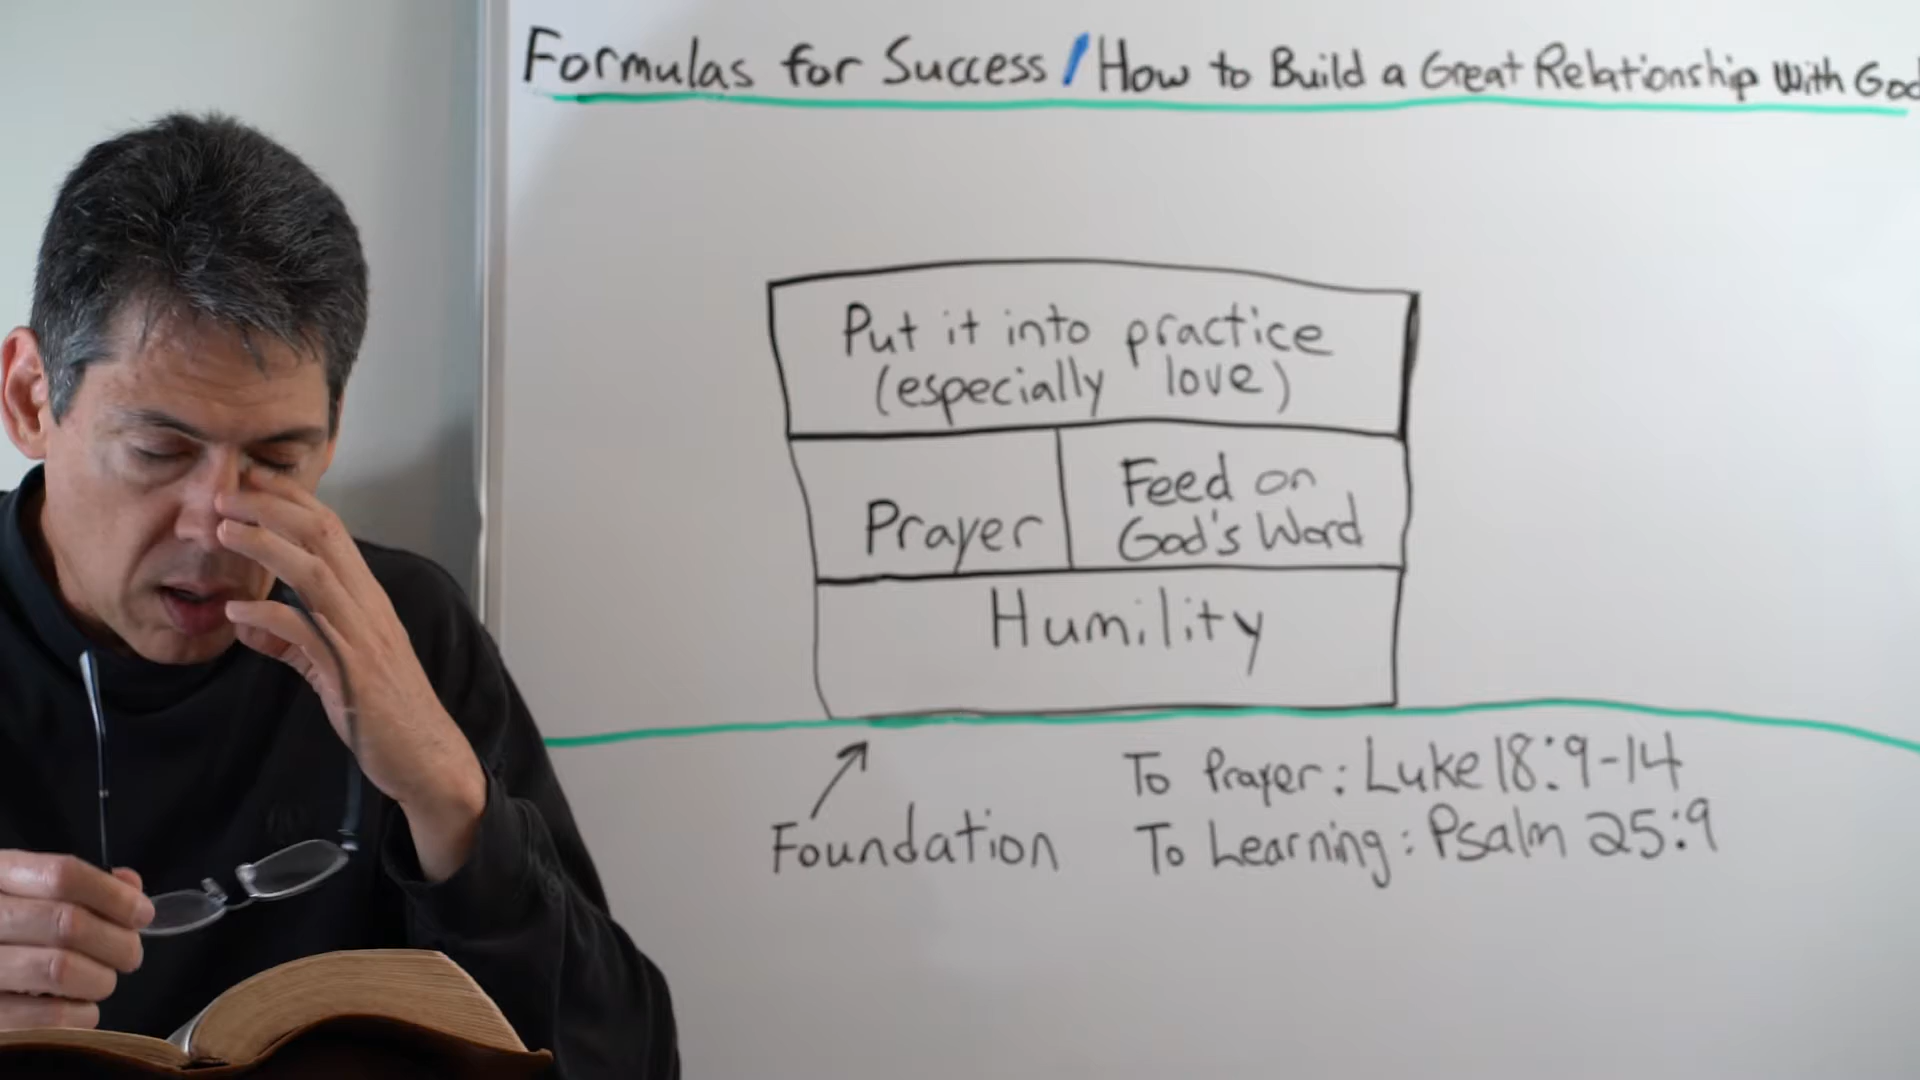 Formulas for Success / How to Build a Great Relationship With God
Put it into practice
(especially love)
Prayer
Feed on
God's Word
Humility
Foundation
To Prayer: Luke 18:9-14
To Learning: Psalm 25:9